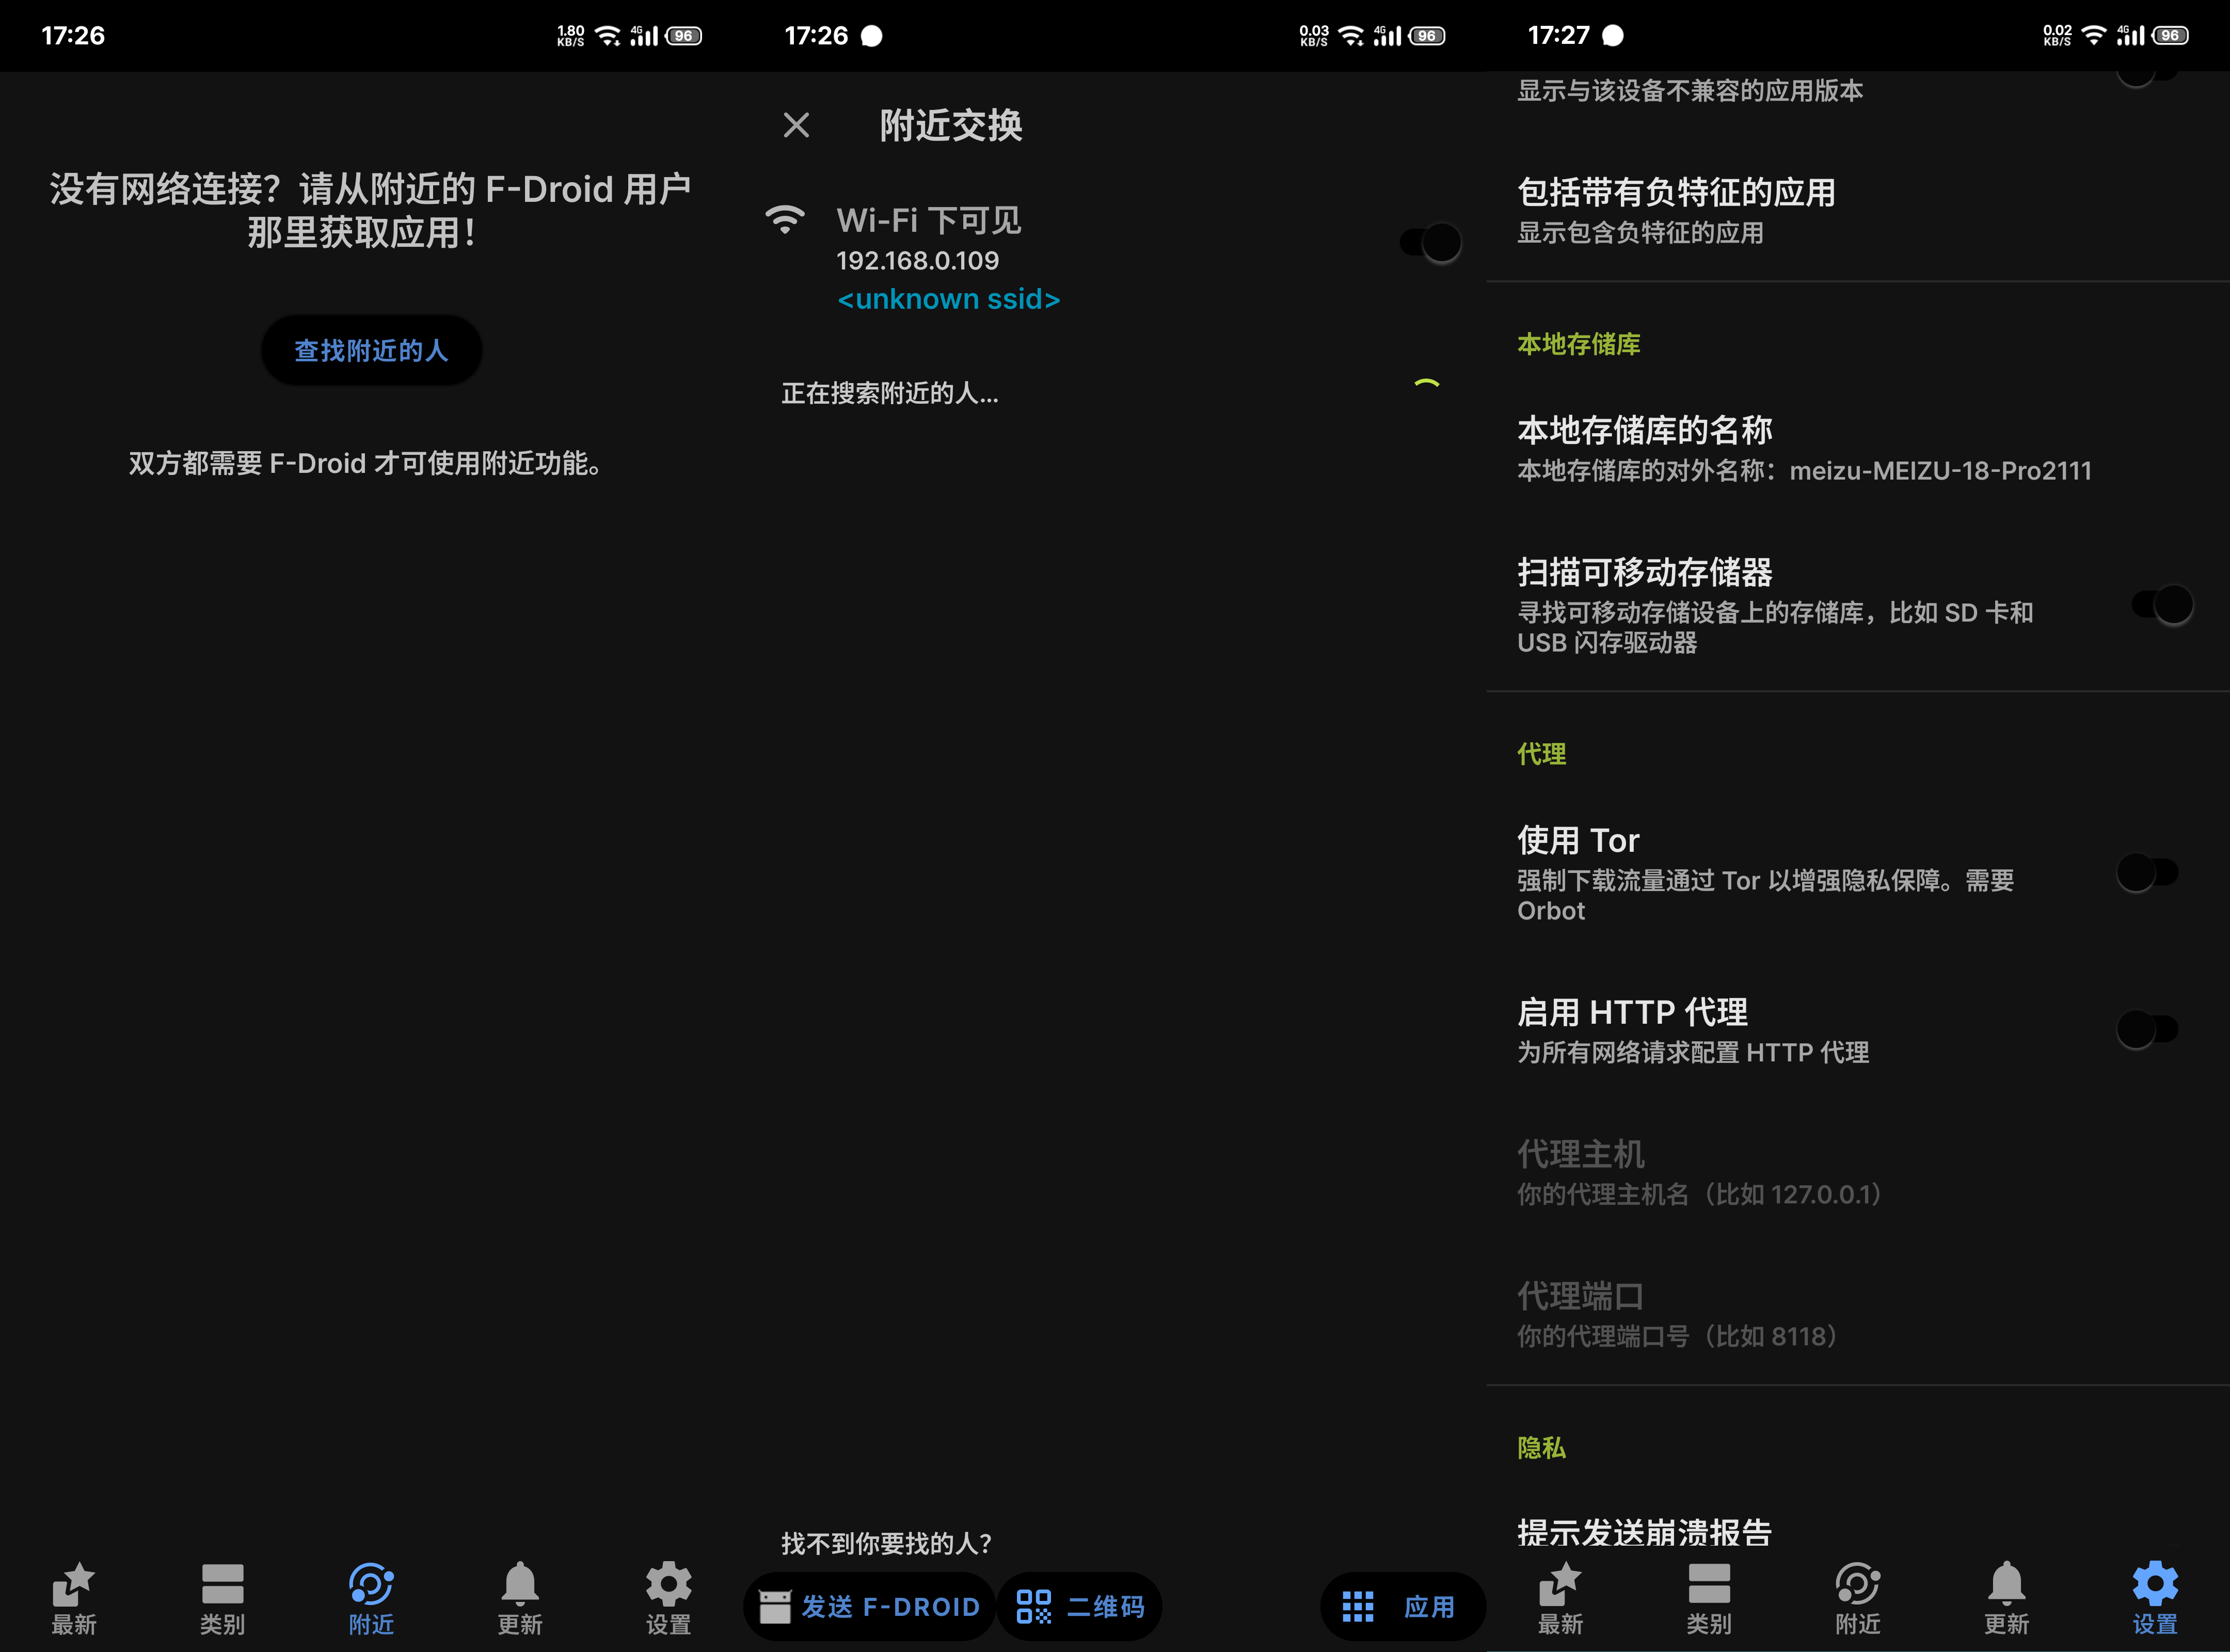 17:26
1.80 KB/S
4G
96
没有网络连接？请从附近的 F-Droid 用户
那里获取应用！
查找附近的人
双方都需要 F-Droid 才可使用附近功能。
最新
类别
附近
更新
设置
17:26
0.03 KB/S
4G
96
附近交换
Wi-Fi 下可见
192.168.0.109
<unknown ssid>
正在搜索附近的人...
找不到你要找的人？
发送 F-DROID
二维码
应用
17:27
0.02 KB/S
4G
96
显示与该设备不兼容的应用版本
包括带有负特征的应用
显示包含负特征的应用
本地存储库
本地存储库的名称
本地存储库的对外名称：meizu-MEIZU-18-Pro2111
扫描可移动存储器
寻找可移动存储设备上的存储库，比如 SD 卡和
USB 闪存驱动器
代理
使用 Tor
强制下载流量通过 Tor 以增强隐私保障。需要
Orbot
启用 HTTP 代理
为所有网络请求配置 HTTP 代理
代理主机
你的代理主机名（比如 127.0.0.1）
代理端口
你的代理端口号（比如 8118）
隐私
提示发送崩溃报告
最新
类别
附近
更新
设置